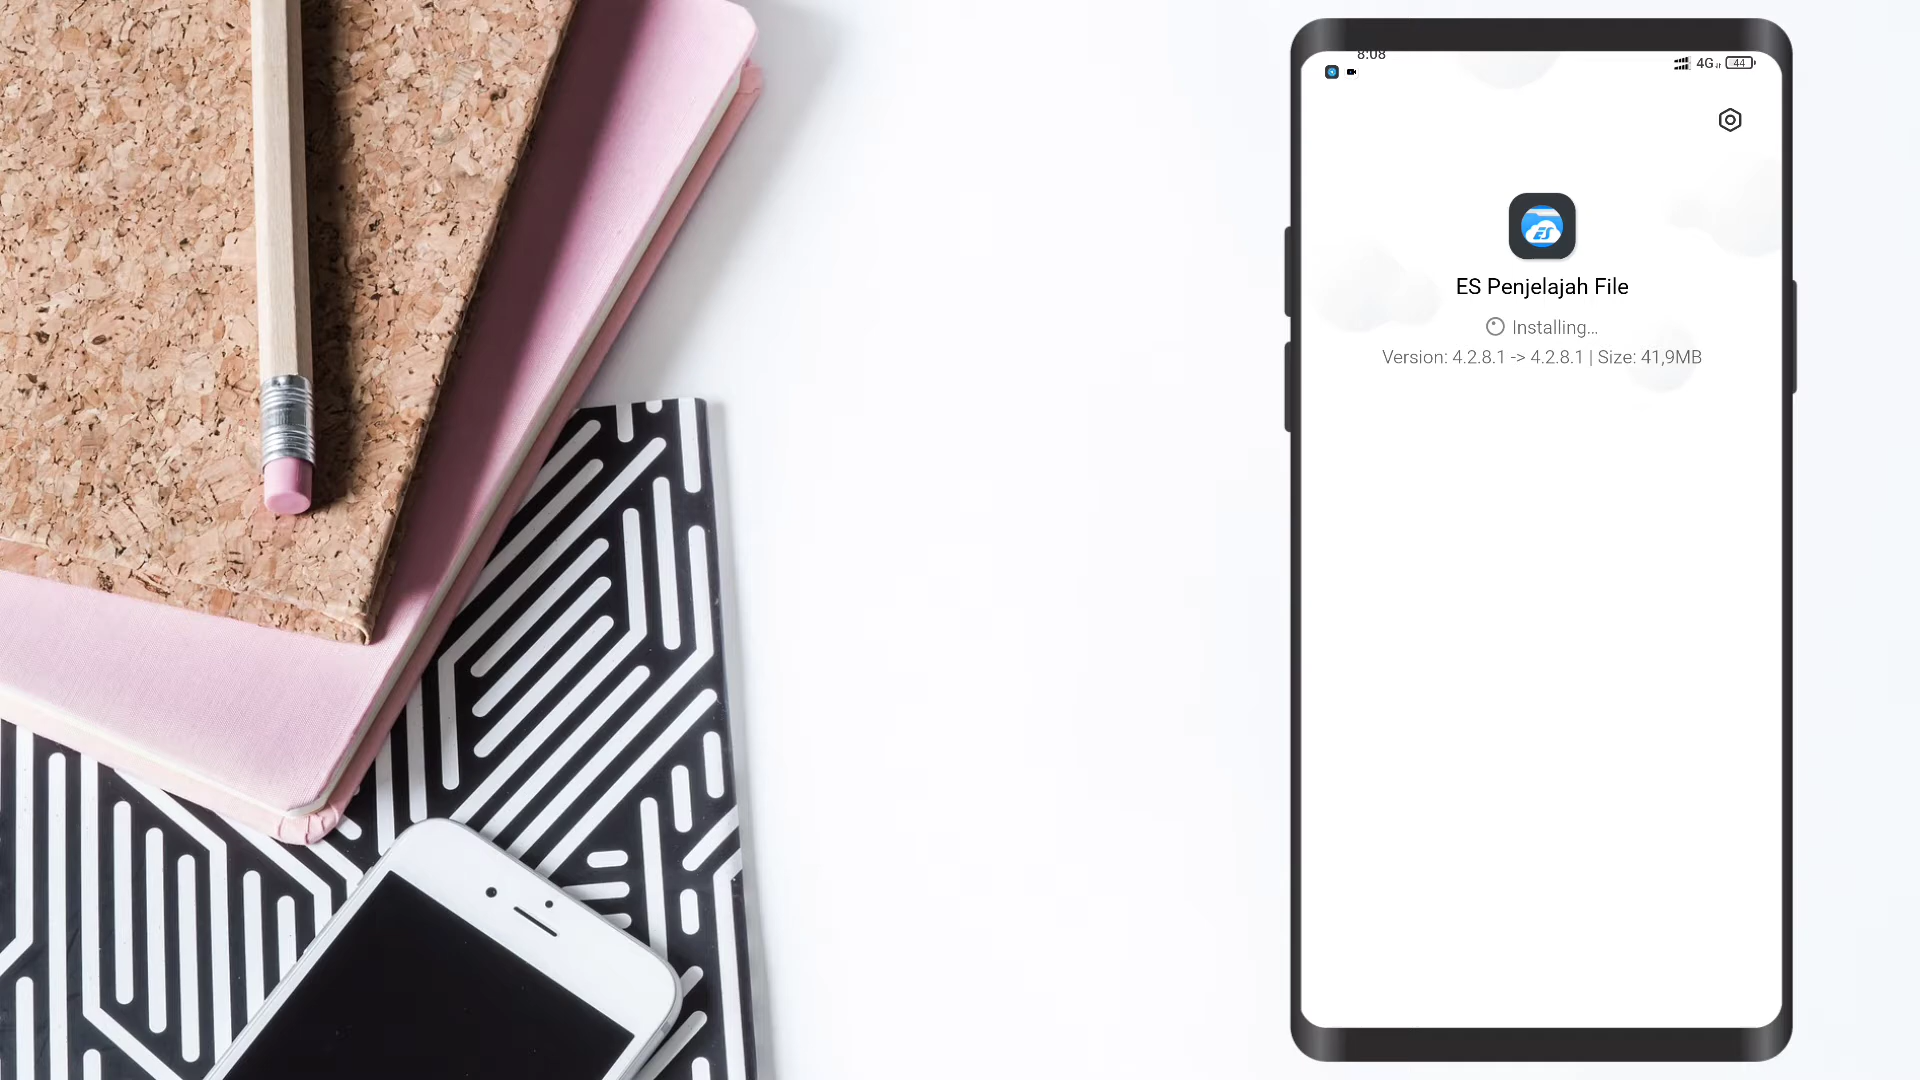 8:08
4G 44
ES
ES Penjelajah File
Installing...
Version: 4.2.8.1 -> 4.2.8.1 | Size: 41,9MB